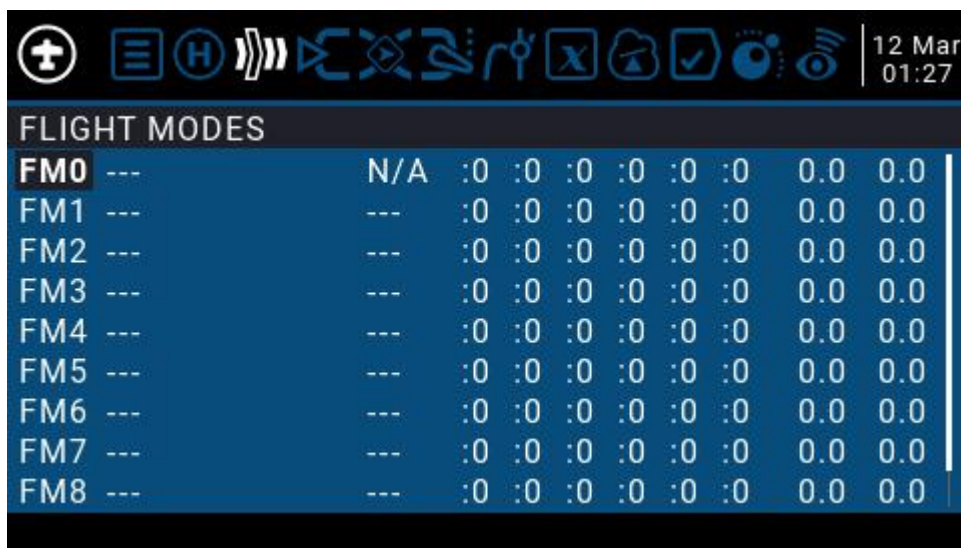 12 Mar
01:27
FLIGHT MODES
FM0 --- N/A :0 :0 :0 :0 :0 :0 0.0 0.0
FM1 --- --- :0 :0 :0 :0 :0 :0 0.0 0.0
FM2 --- --- :0 :0 :0 :0 :0 :0 0.0 0.0
FM3 --- --- :0 :0 :0 :0 :0 :0 0.0 0.0
FM4 --- --- :0 :0 :0 :0 :0 :0 0.0 0.0
FM5 --- --- :0 :0 :0 :0 :0 :0 0.0 0.0
FM6 --- --- :0 :0 :0 :0 :0 :0 0.0 0.0
FM7 --- --- :0 :0 :0 :0 :0 :0 0.0 0.0
FM8 --- --- :0 :0 :0 :0 :0 :0 0.0 0.0